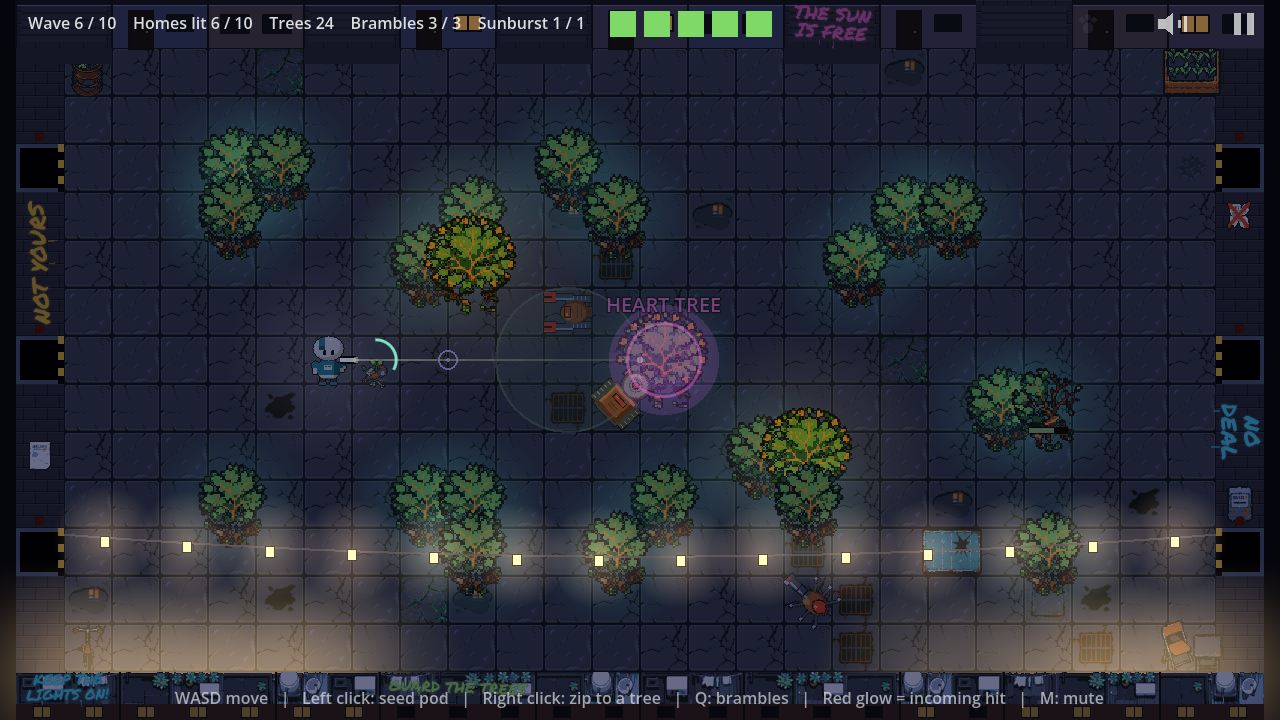 Wave 6 / 10 Homes lit 6 / 10 Trees 24 Brambles 3 / 3 Sunburst 1 / 1
THE SUN
IS FREE
NOT YOURS
HEART TREE
NO
DEAL
KEEP THE
LIGHTS ON!
GUARD THE TREES
WASD move | Left click: seed pod | Right click: zip to a tree | Q: brambles | Red glow = incoming hit | M: mute